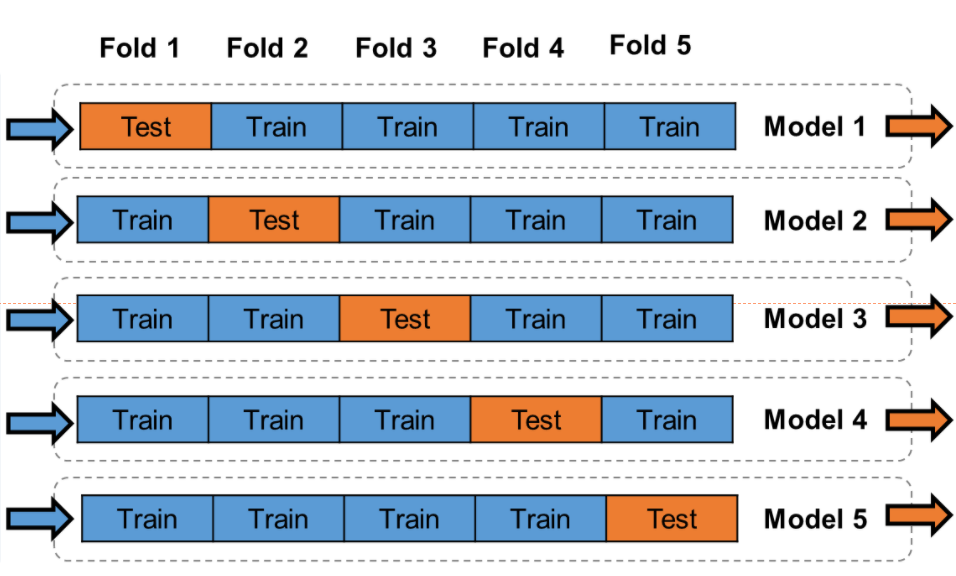 Fold 1 Fold 2 Fold 3 Fold 4 Fold 5
Test Train Train Train Train Model 1
Train Test Train Train Train Model 2
Train Train Test Train Train Model 3
Train Train Train Test Train Model 4
Train Train Train Train Test Model 5